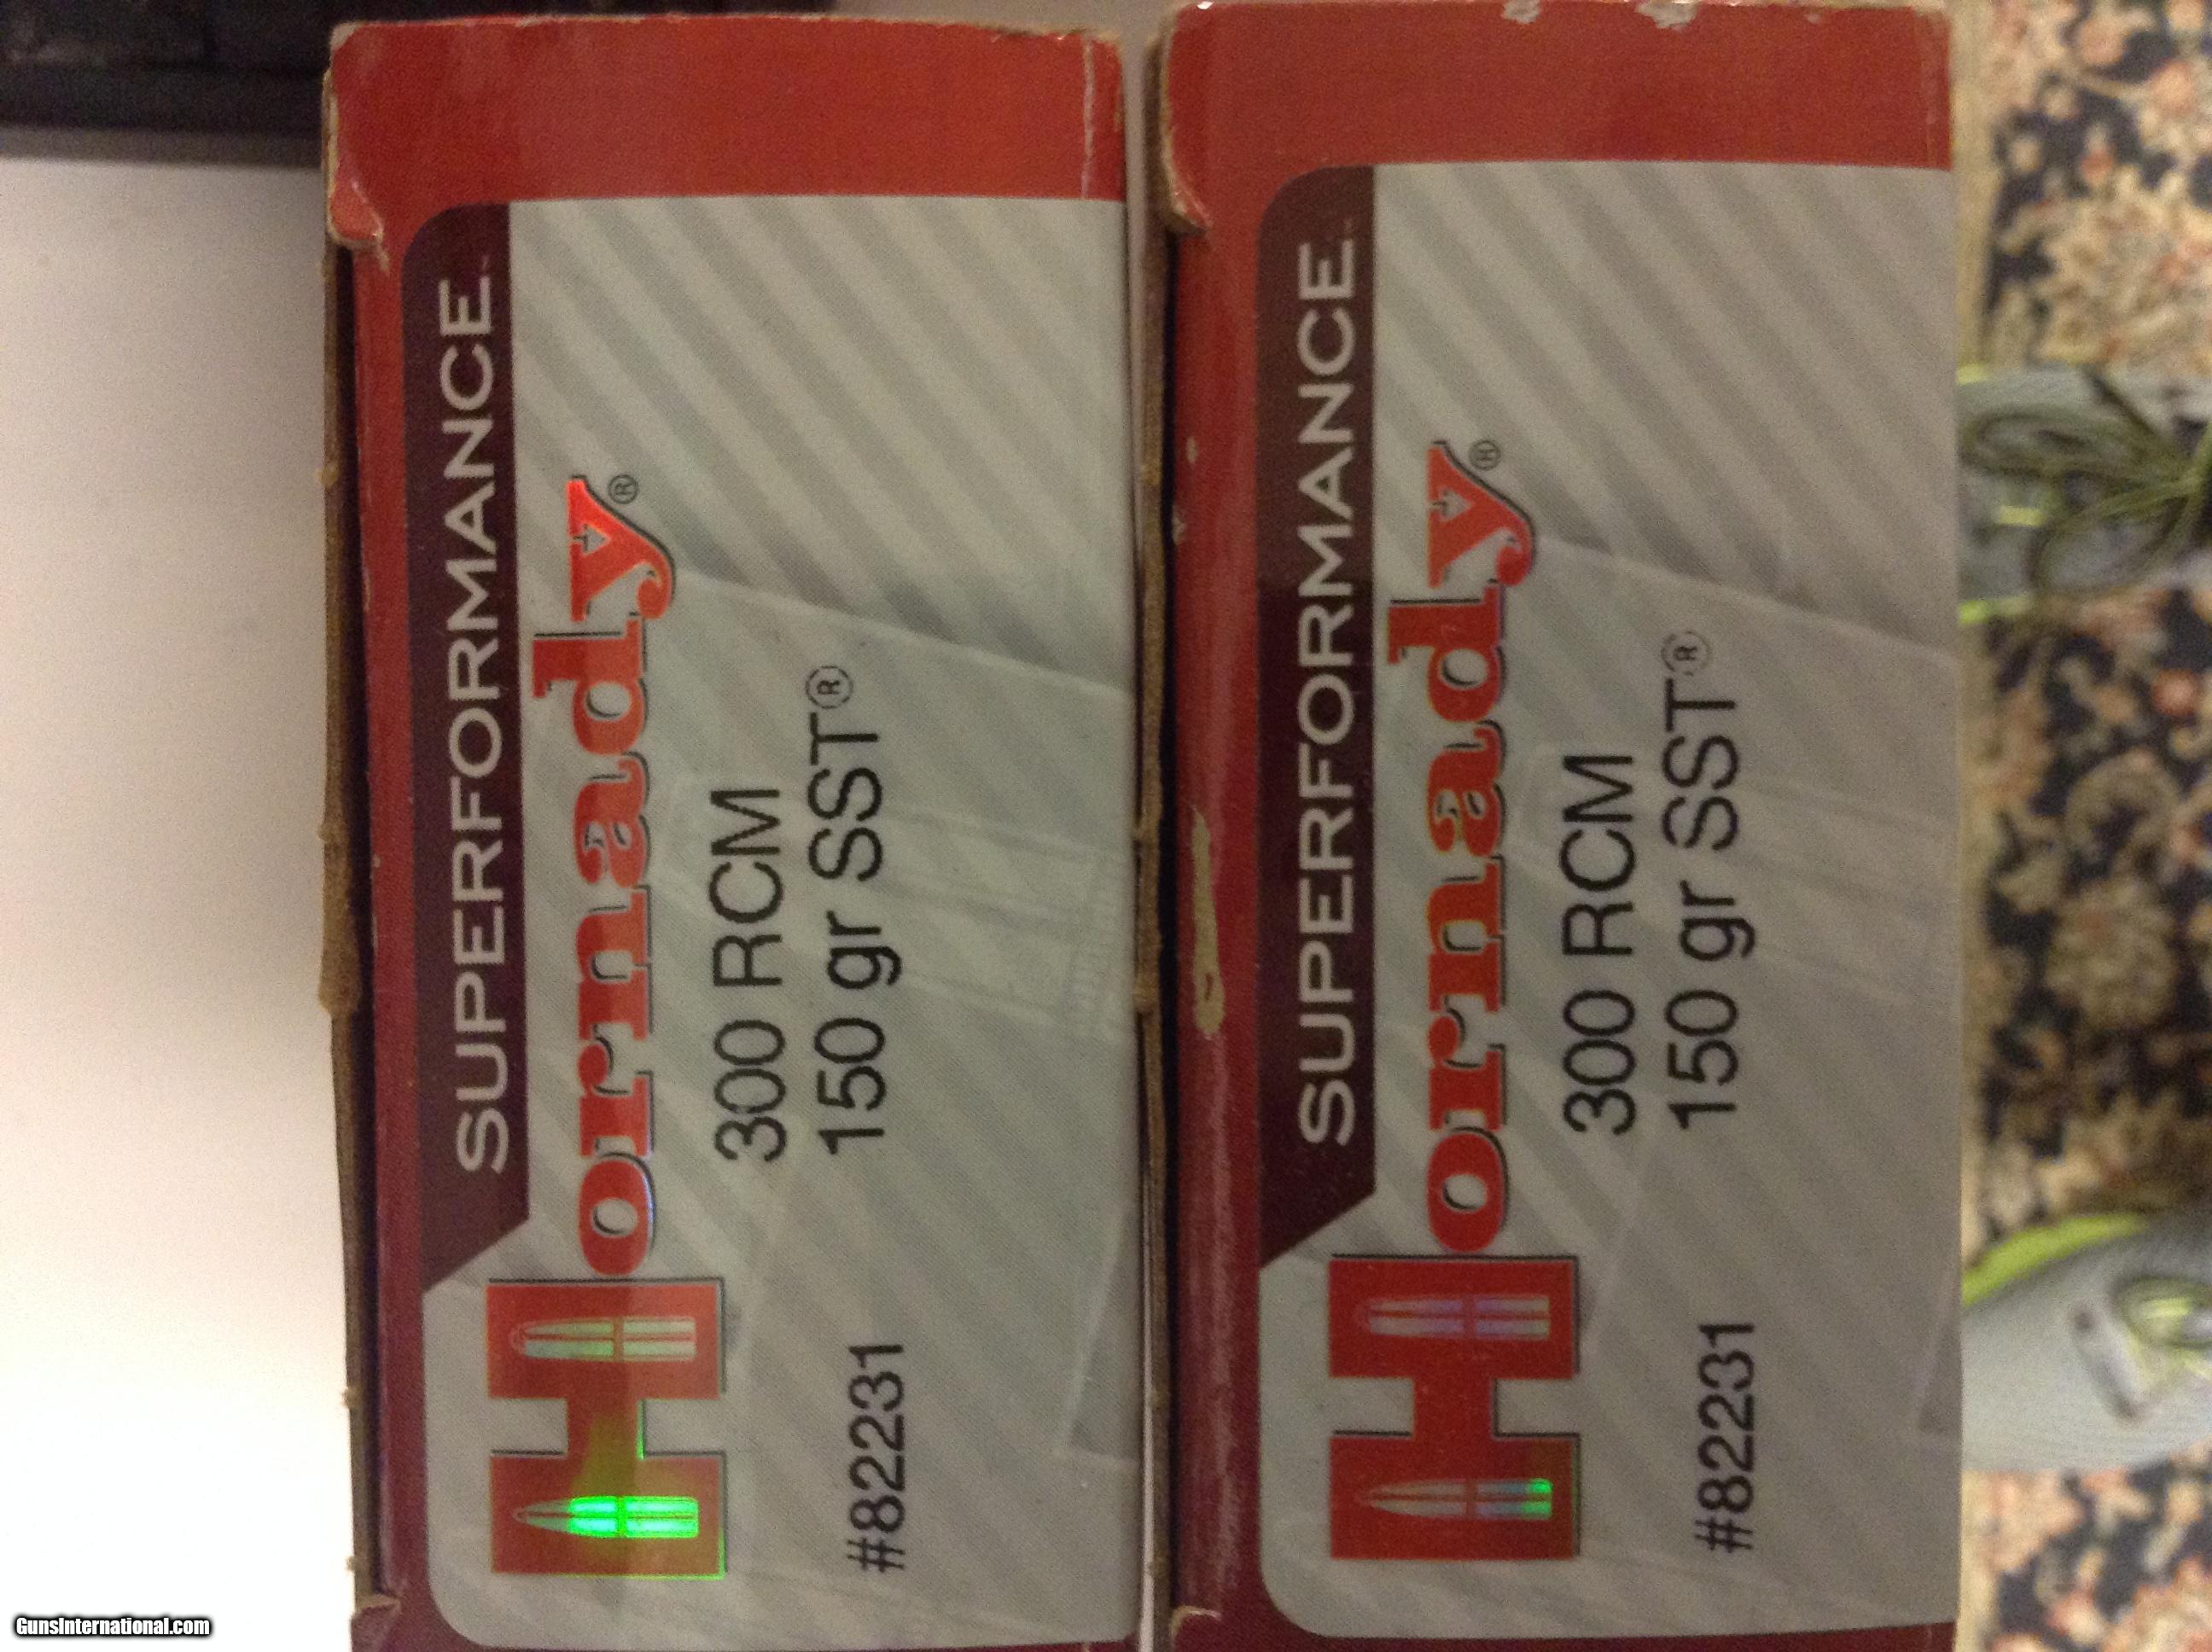 SUPERFORMANCE
Hornady®
300 RCM
150 gr SST®
#82231
SUPERFORMANCE
Hornady®
300 RCM
150 gr SST®
#82231
GunsInternational.com